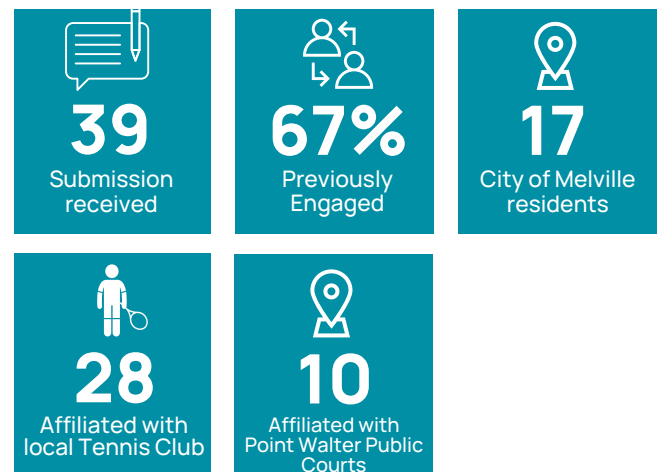 39
Submission
received
67%
Previously
Engaged
17
City of Melville
residents
28
Affiliated with
local Tennis Club
10
Affiliated with
Point Walter Public
Courts